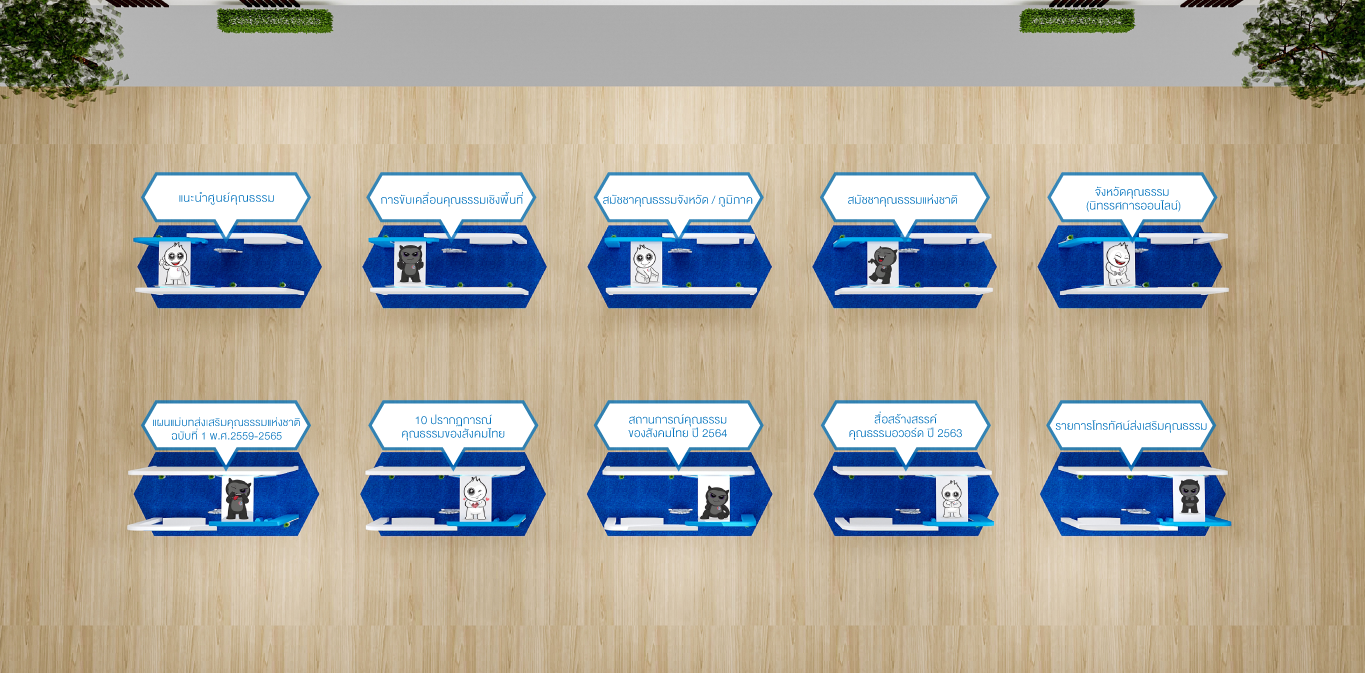 แนะนำศูนย์คุณธรรม
การขับเคลื่อนคุณธรรมเชิงพื้นที่
สมัชชาคุณธรรมจังหวัด / ภูมิภาค
สมัชชาคุณธรรมแห่งชาติ
จังหวัดคุณธรรม
(นิทรรศการออนไลน์)
แผนแม่บทส่งเสริมคุณธรรมแห่งชาติ
ฉบับที่ 1 พ.ศ.2559-2565
10 ปรากฏการณ์
คุณธรรมของสังคมไทย
สถานการณ์คุณธรรม
ของสังคมไทย ปี 2564
สื่อสร้างสรรค์
คุณธรรมอวอร์ด ปี 2563
รายการโทรทัศน์ส่งเสริมคุณธรรม